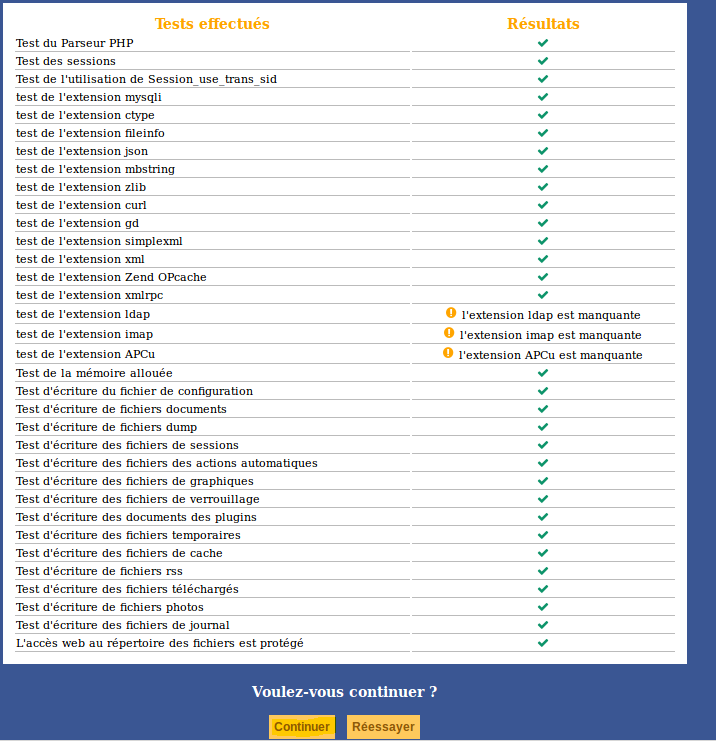 Tests effectués Résultats
Test du Parseur PHP
Test des sessions
Test de l'utilisation de Session_use_trans_sid
test de l'extension mysqli
test de l'extension ctype
test de l'extension fileinfo
test de l'extension json
test de l'extension mbstring
test de l'extension zlib
test de l'extension curl
test de l'extension gd
test de l'extension simplexml
test de l'extension xml
test de l'extension Zend OPcache
test de l'extension xmlrpc
test de l'extension ldap l'extension ldap est manquante
test de l'extension imap l'extension imap est manquante
test de l'extension APCu l'extension APCu est manquante
Test de la mémoire allouée
Test d'écriture du fichier de configuration
Test d'écriture de fichiers documents
Test d'écriture de fichiers dump
Test d'écriture des fichiers de sessions
Test d'écriture des fichiers des actions automatiques
Test d'écriture des fichiers de graphiques
Test d'écriture des fichiers de verrouillage
Test d'écriture des documents des plugins
Test d'écriture des fichiers temporaires
Test d'écriture des fichiers de cache
Test d'écriture de fichiers rss
Test d'écriture des fichiers téléchargés
Test d'écriture de fichiers photos
Test d'écriture des fichiers de journal
L'accès web au répertoire des fichiers est protégé
Voulez-vous continuer ?
Continuer Réessayer